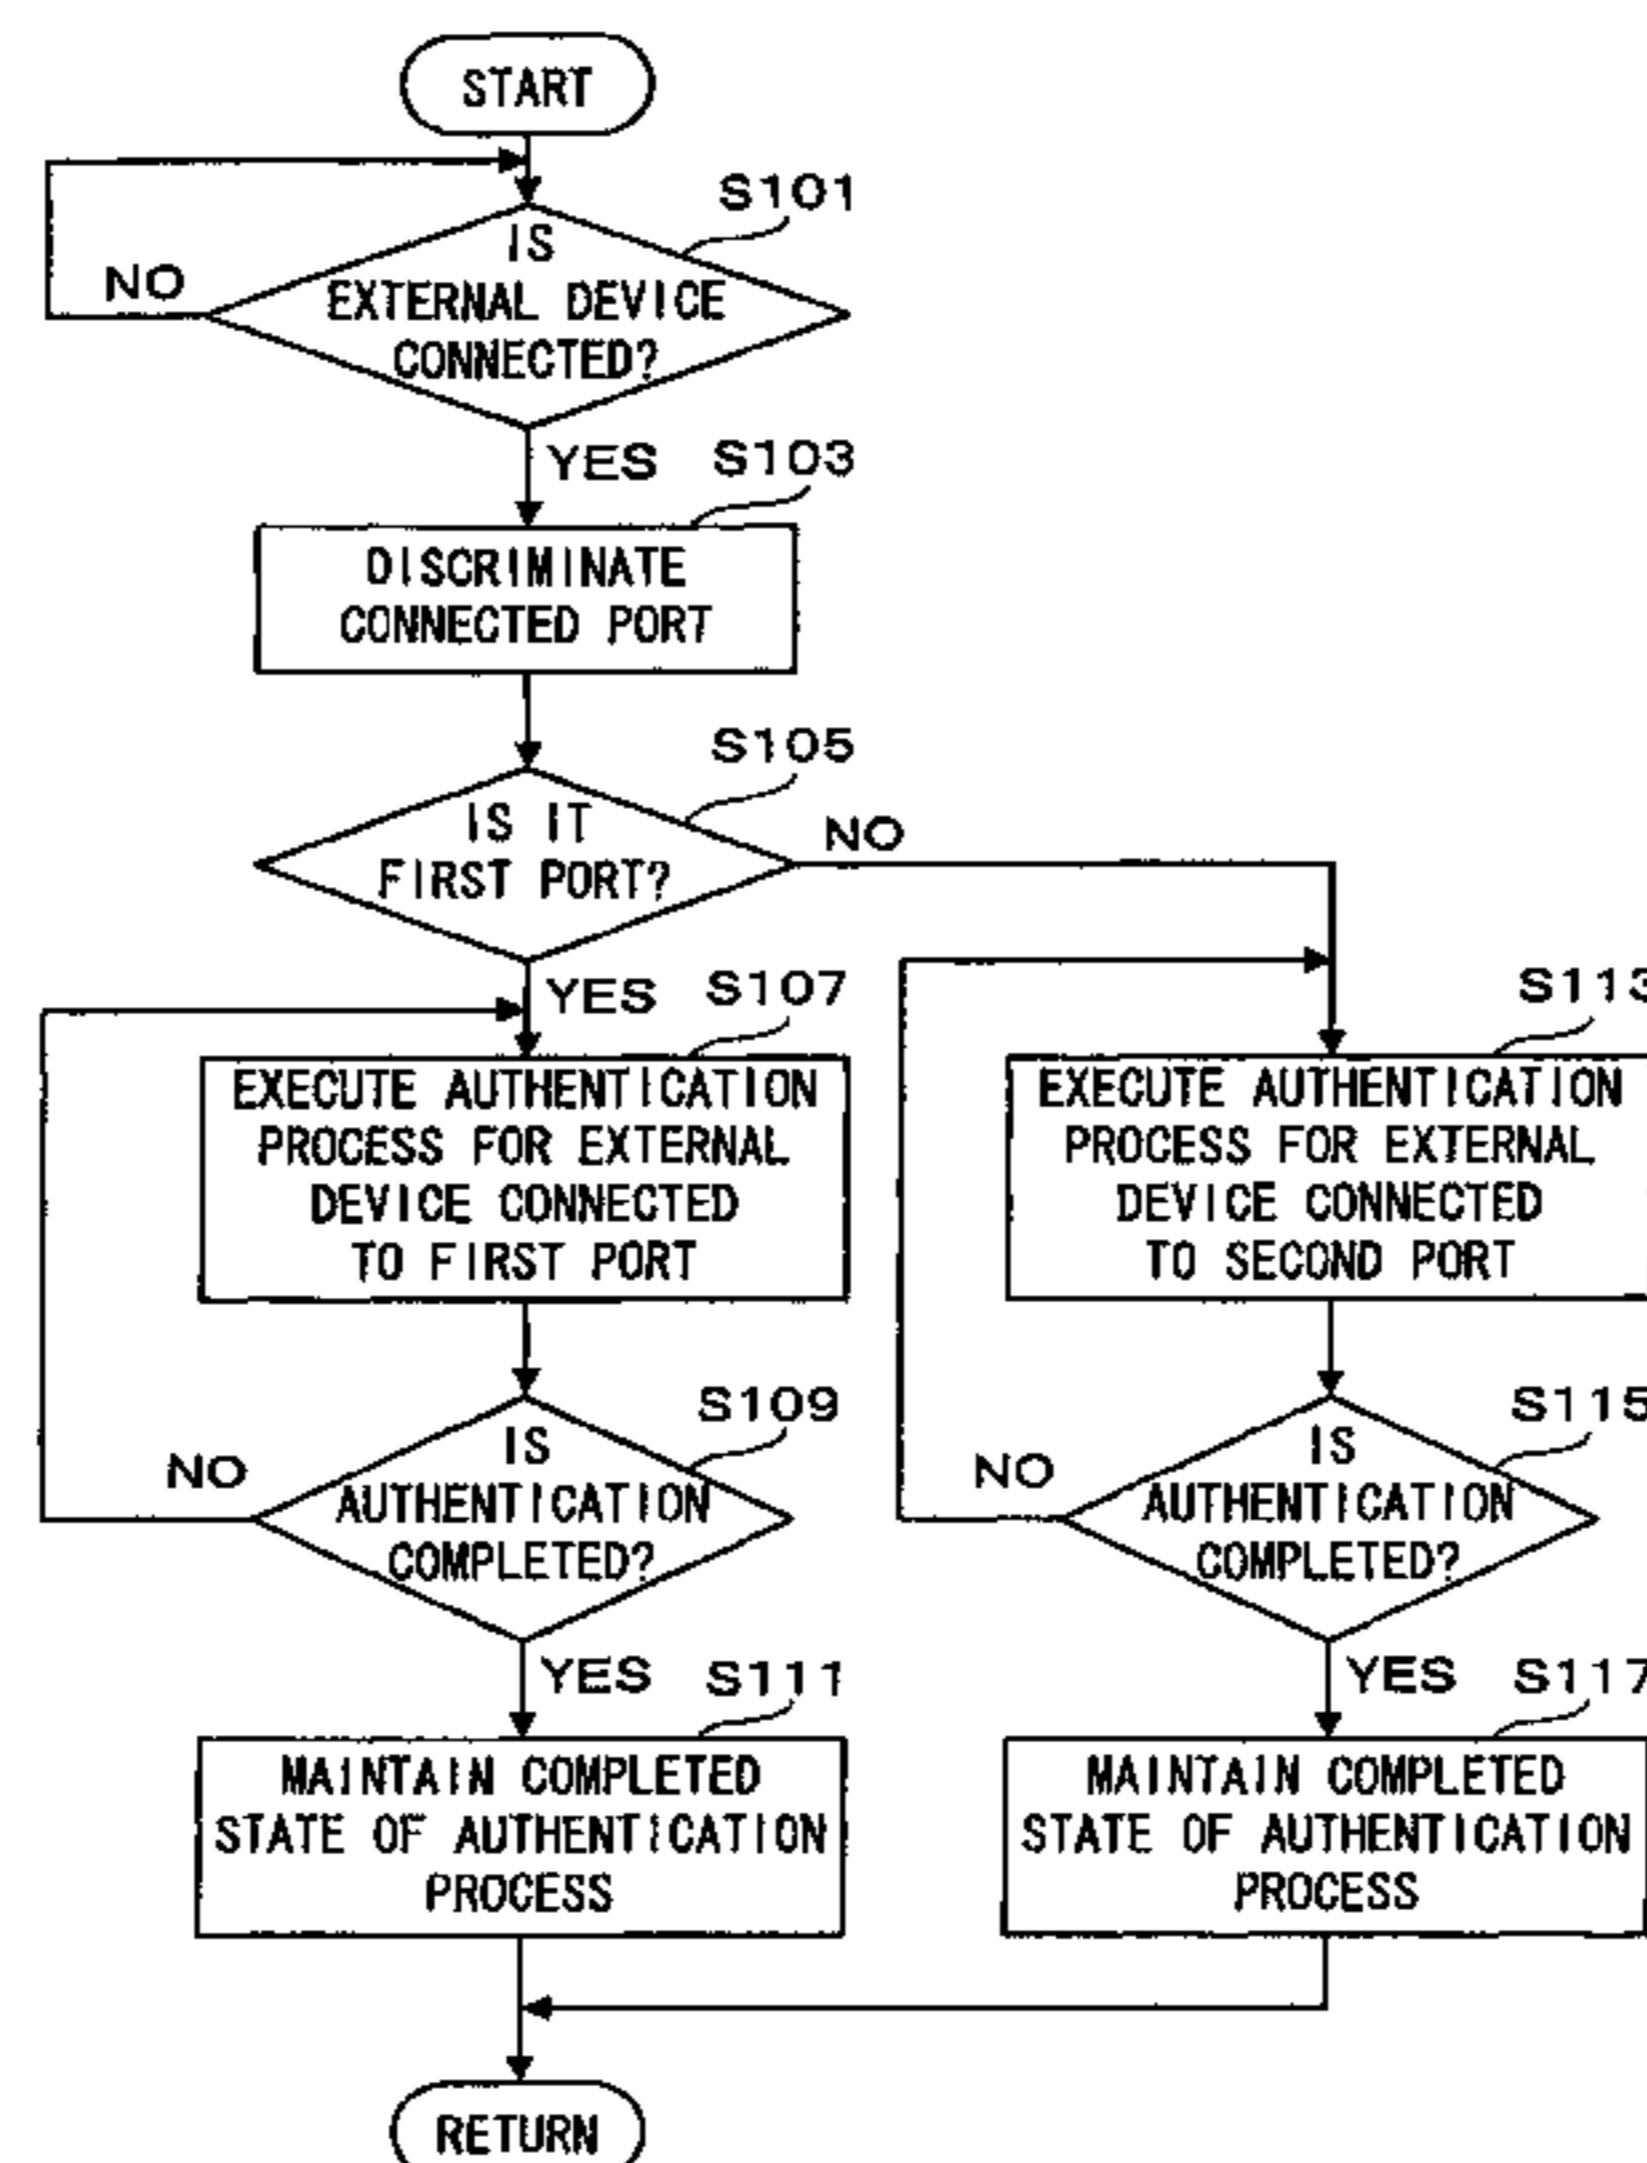 START
S101
IS
EXTERNAL DEVICE
CONNECTED?
NO
YES
S103
DISCRIMINATE
CONNECTED PORT
S105
IS IT
FIRST PORT?
NO
YES
S107
EXECUTE AUTHENTICATION
PROCESS FOR EXTERNAL
DEVICE CONNECTED
TO FIRST PORT
S109
IS
AUTHENTICATION
COMPLETED?
NO
YES
S111
MAINTAIN COMPLETED
STATE OF AUTHENTICATION
PROCESS
S113
EXECUTE AUTHENTICATION
PROCESS FOR EXTERNAL
DEVICE CONNECTED
TO SECOND PORT
S115
IS
AUTHENTICATION
COMPLETED?
NO
YES
S117
MAINTAIN COMPLETED
STATE OF AUTHENTICATION
PROCESS
RETURN